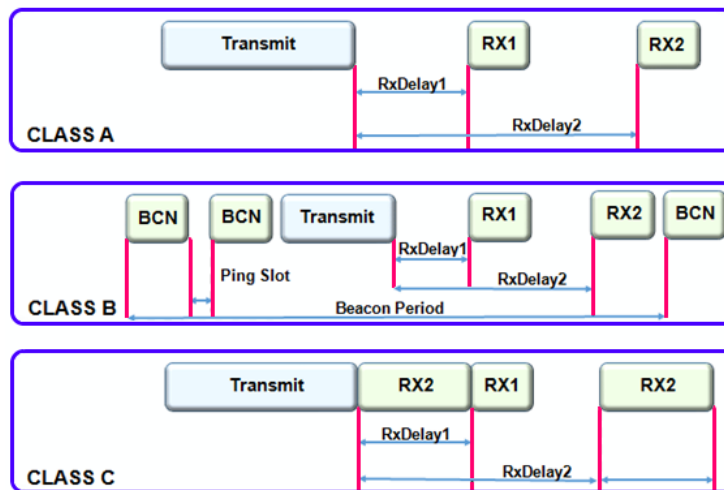 Transmit RX1 RX2
RxDelay1
RxDelay2
CLASS A
BCN BCN Transmit RX1 RX2 BCN
RxDelay1
Ping Slot RxDelay2
CLASS B Beacon Period
Transmit RX2 RX1 RX2
RxDelay1
CLASS C RxDelay2